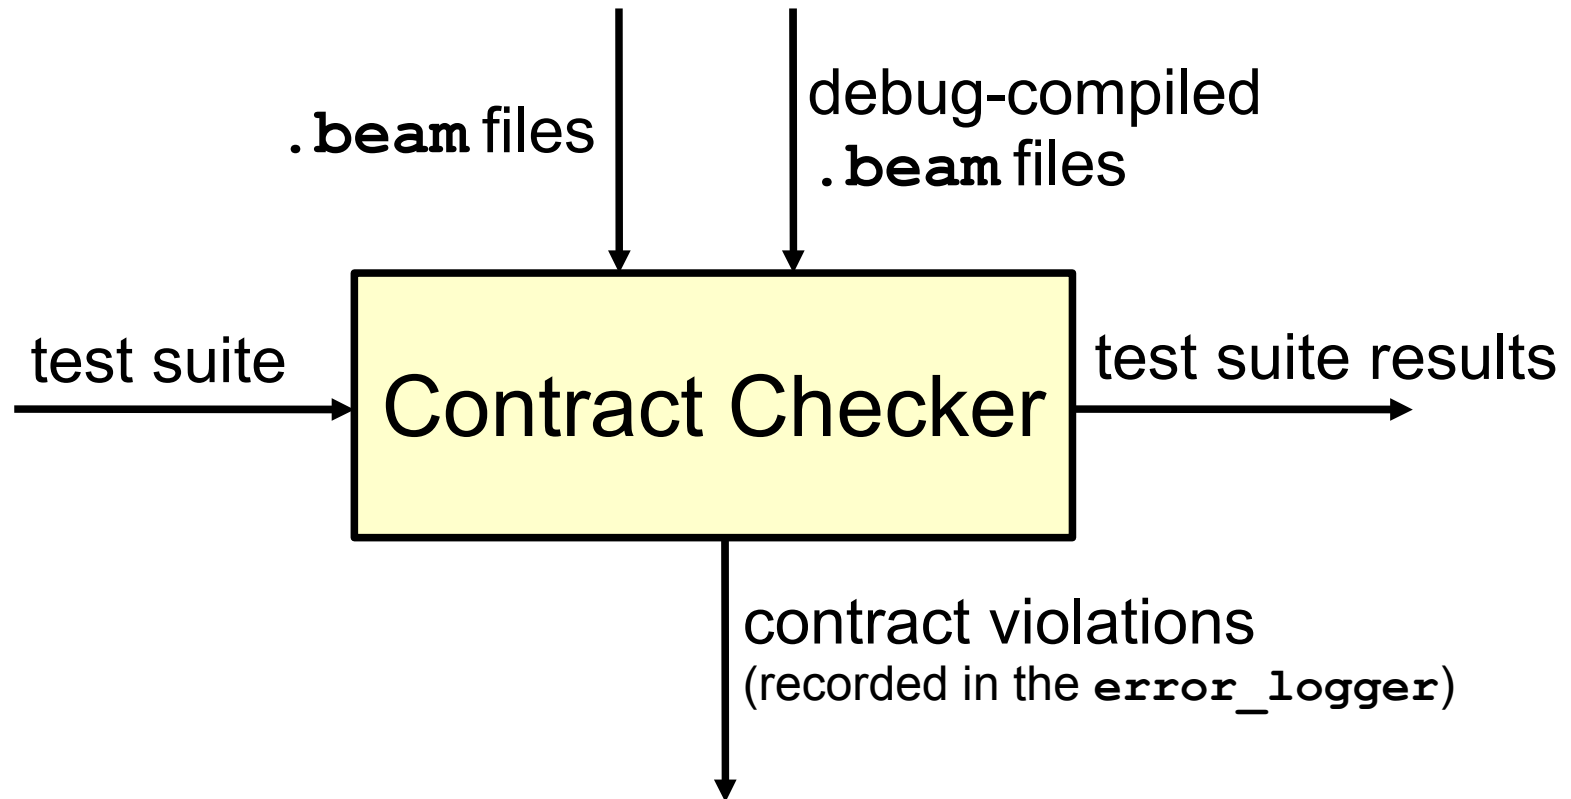 .beam files
debug-compiled
.beam files
test suite
Contract Checker
test suite results
contract violations
(recorded in the error_logger)